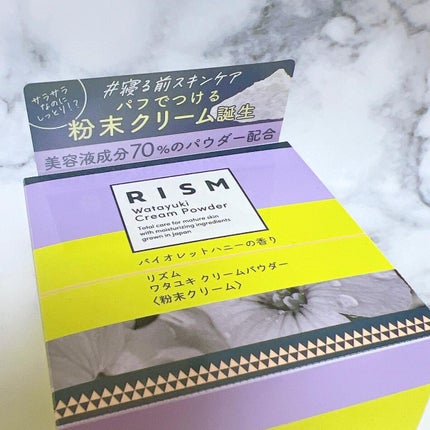 サラサラ
なのに
しっとり!?
#寝る前スキンケア
パフでつける
粉末クリーム誕生
美容液成分70%のパウダー配合
RISM
Watayuki
Cream Powder
Total care for mature skin
with moisturizing ingredients
grown in Japan
バイオレットハニーの香り
リズム
ワタユキ クリームパウダー
〈粉末クリーム〉